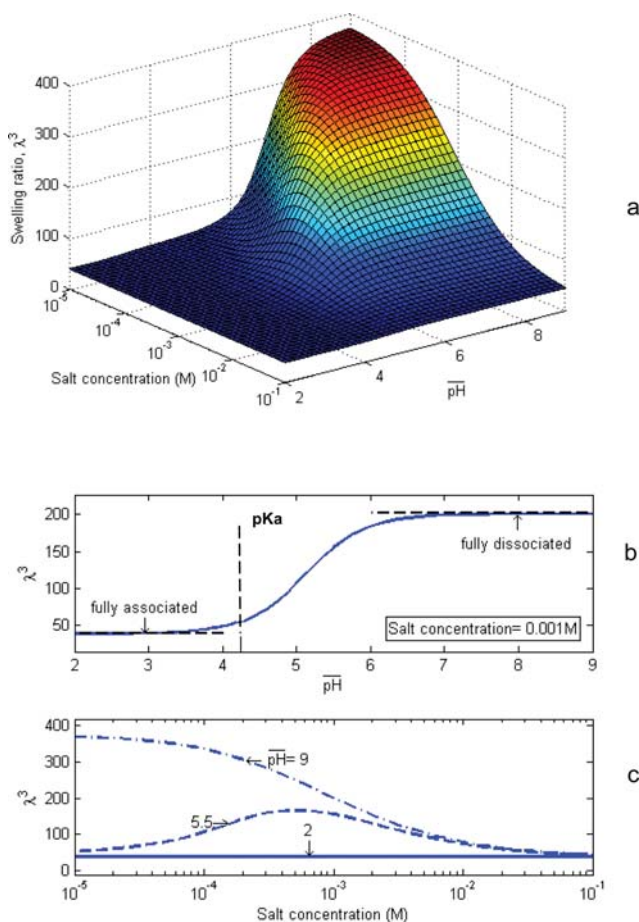 400
300
200
100
0
Swelling ratio, λ³
10⁻⁵
10⁻⁴
10⁻³
10⁻²
10⁻¹
Salt concentration (M)
2
4
6
8
p̅H̅
a
200
150
100
50
λ³
pKa
fully associated
fully dissociated
Salt concentration= 0.001M
2 3 4 5 6 7 8 9
p̅H̅
b
400
300
200
100
0
λ³
p̅H̅= 9
5.5
2
10⁻⁵ 10⁻⁴ 10⁻³ 10⁻² 10⁻¹
Salt concentration (M)
c